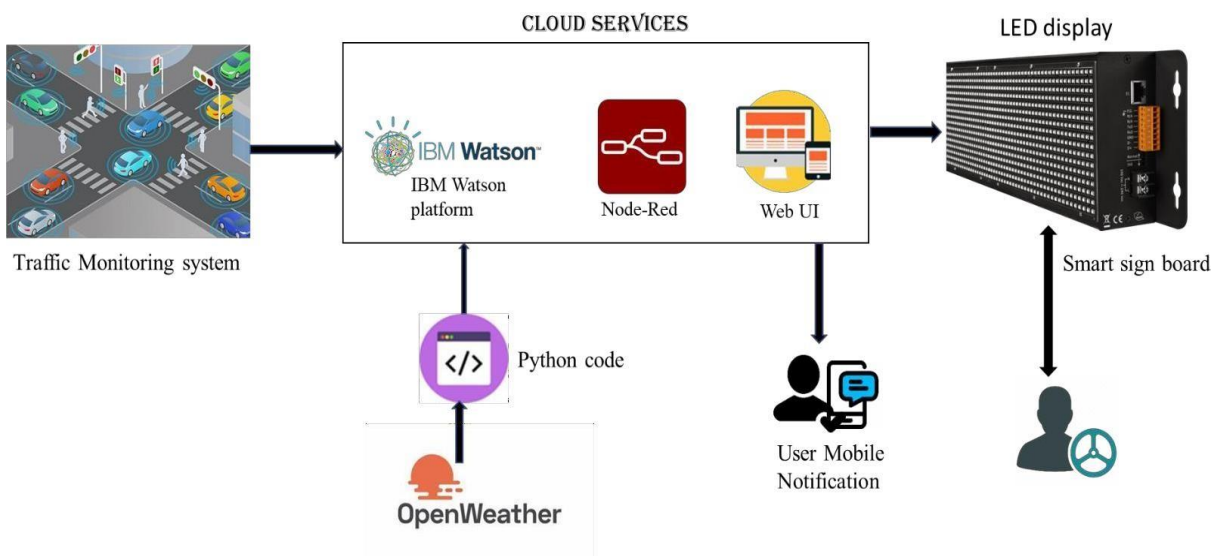 CLOUD SERVICES
LED display
IBM Watson™
IBM Watson
platform
Node-Red
Web UI
Traffic Monitoring system
Smart sign board
</>
Python code
User Mobile
Notification
OpenWeather